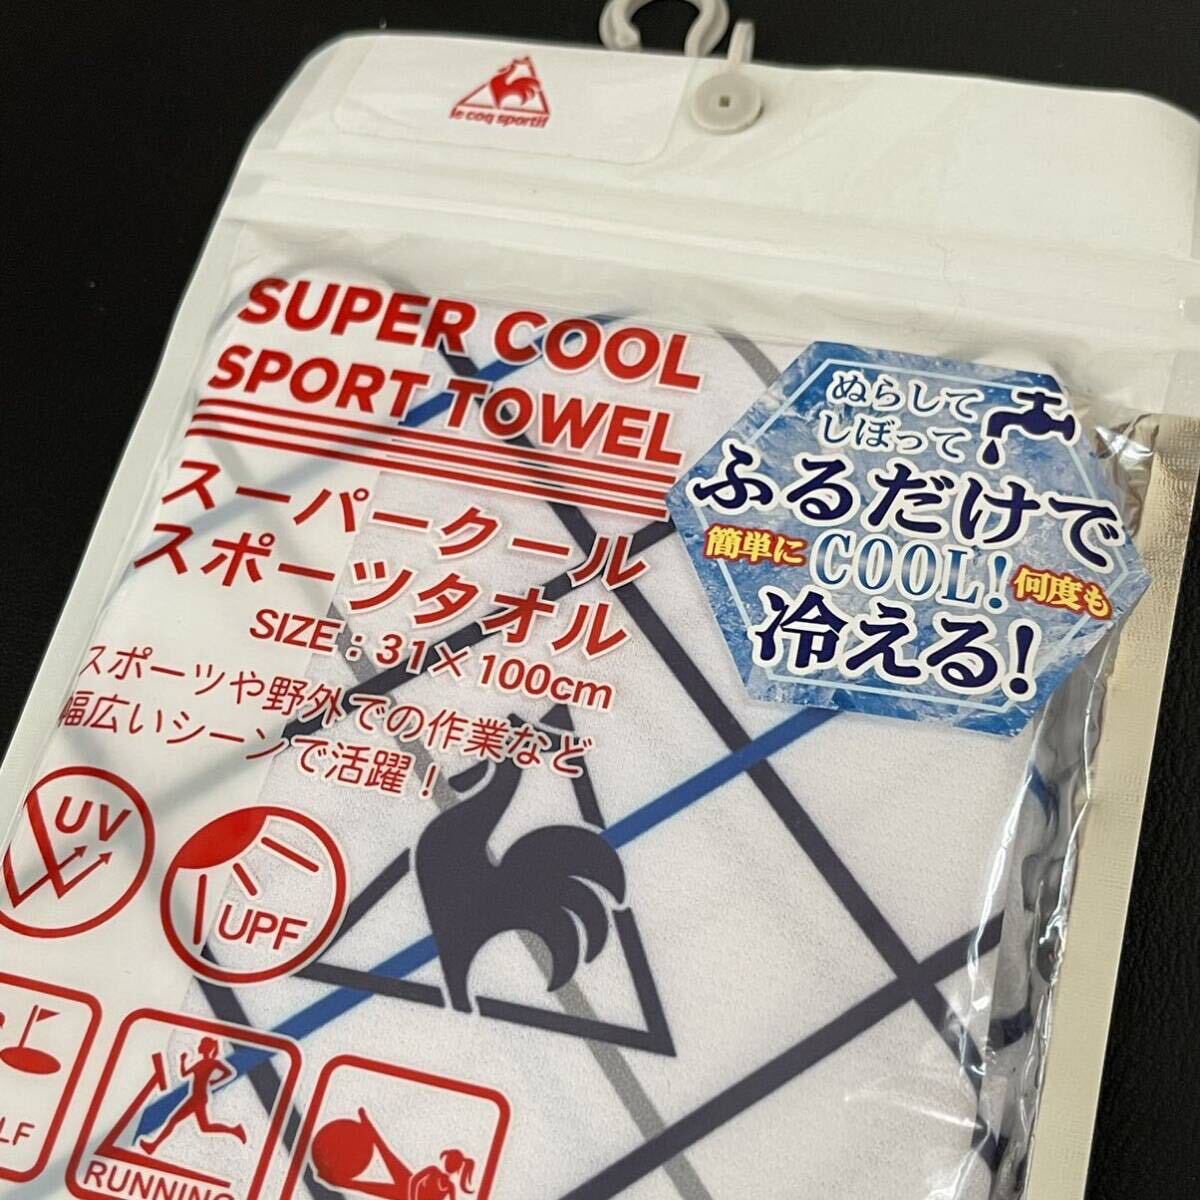 le coq sportif
SUPER COOL
SPORT TOWEL
スーパークール
スポーツタオル
SIZE : 31×100cm
スポーツや野外での作業など
幅広いシーンで活躍！
ぬらして
しぼって
ふるだけで
簡単に COOL! 何度も
冷える!
UV
UPF
LF
RUNNING